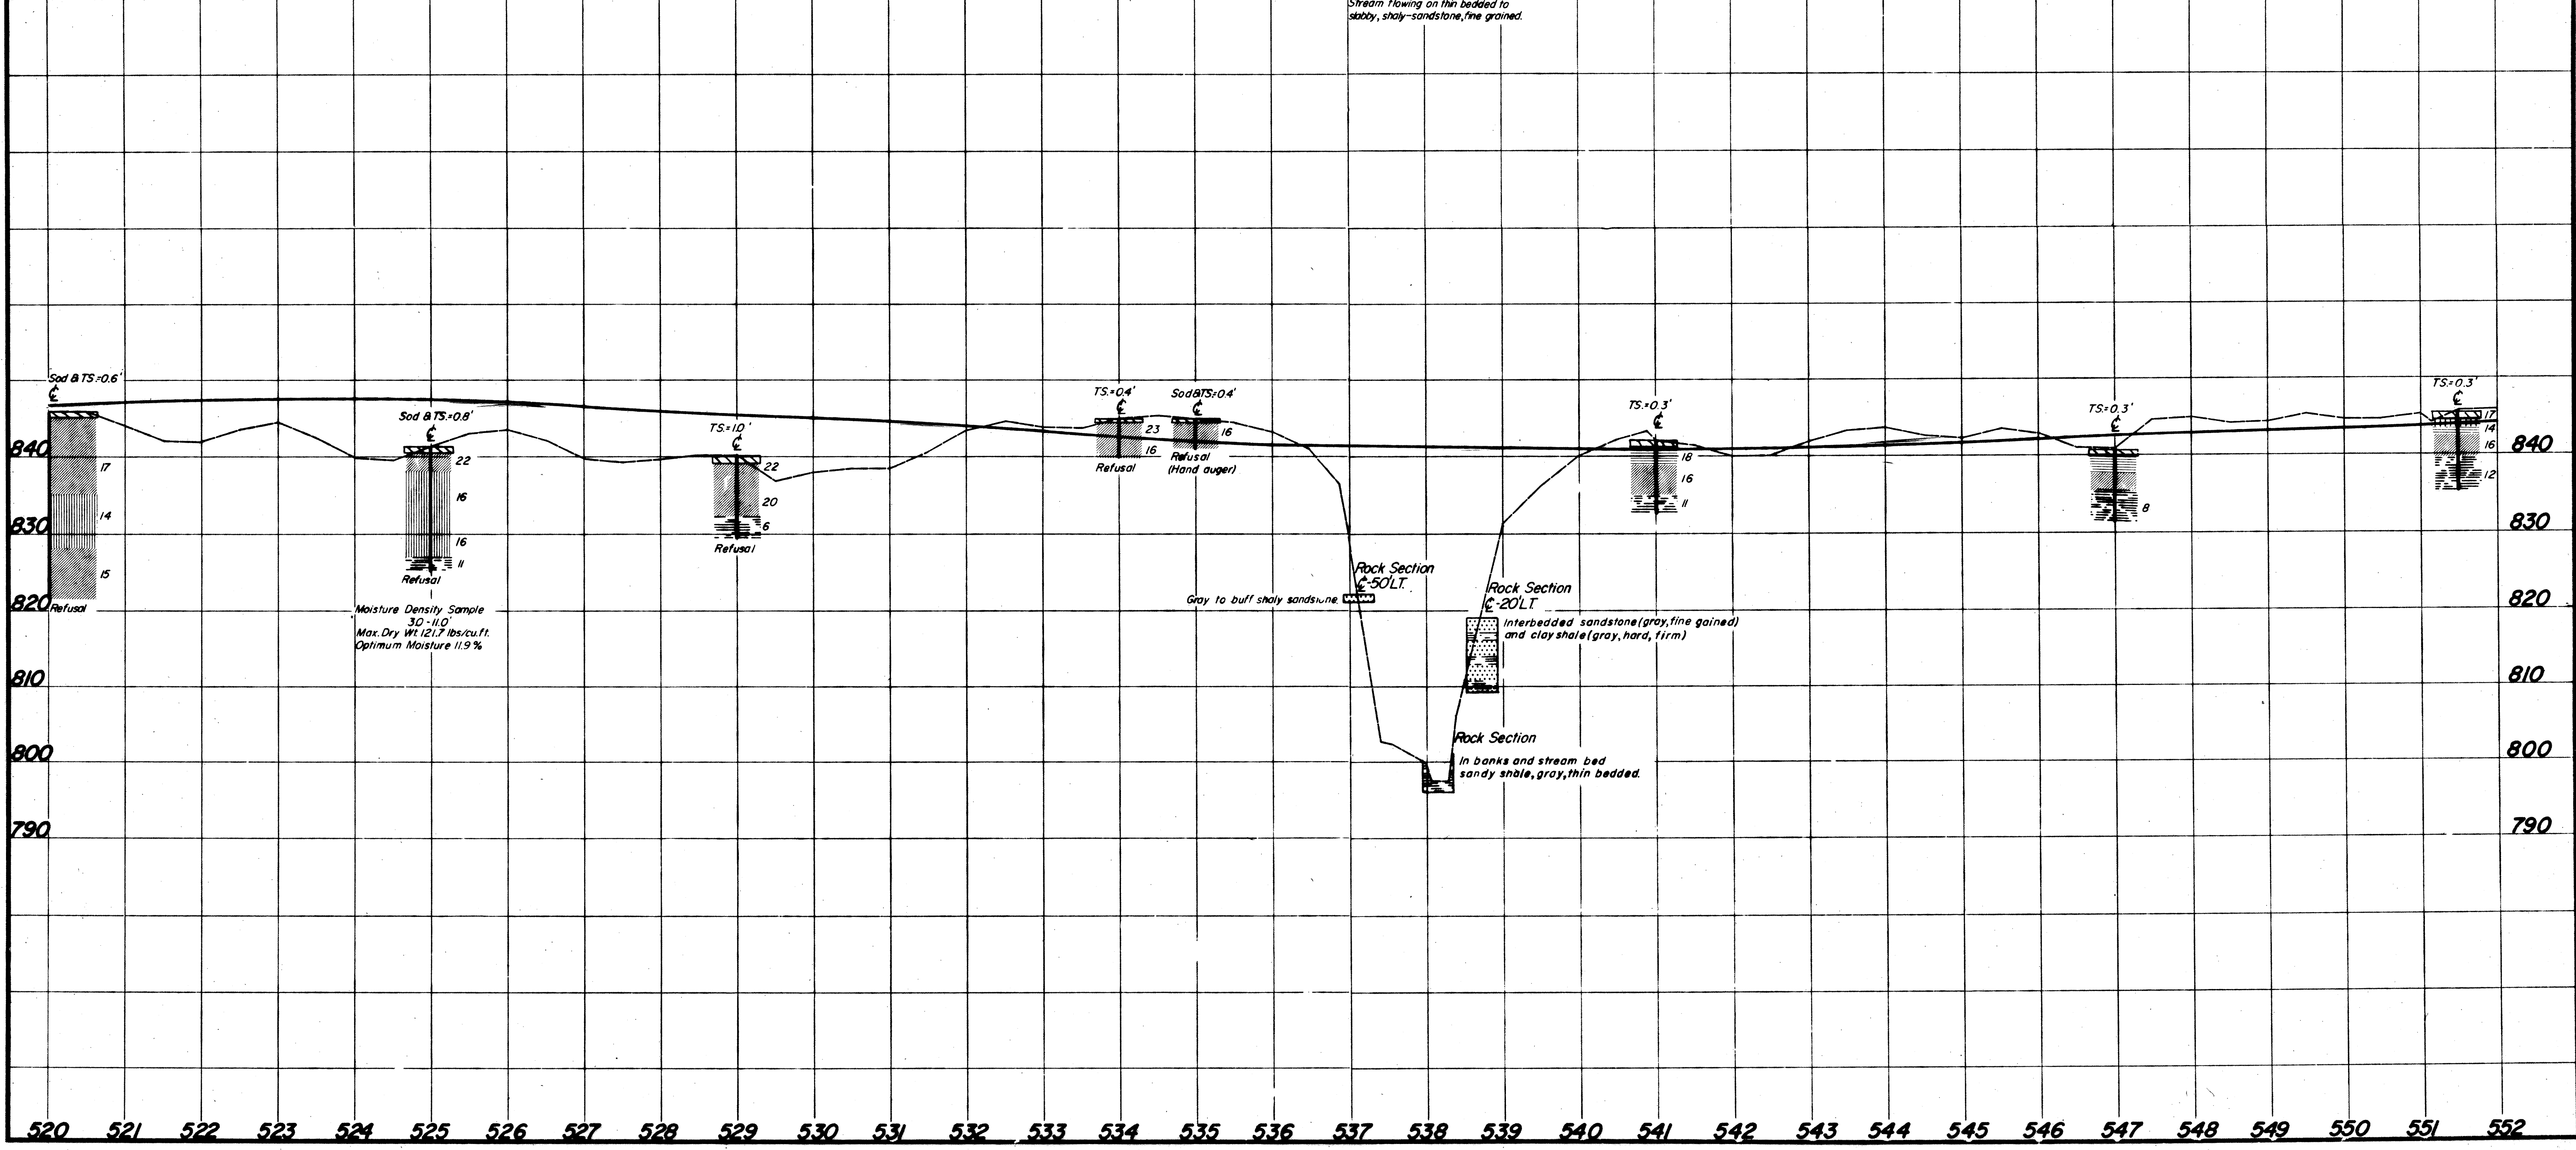 Stream flowing on thin bedded to
slabby, shaly-sandstone, fine grained.
Sod & TS.=0.6'
℄
17
14
15
Refusal
Sod & TS.=0.8'
℄
22
16
16
11
Refusal
Moisture Density Sample
3.0 - 11.0'
Max. Dry Wt 121.7 lbs/cu.ft.
Optimum Moisture 11.9 %
TS.=1.0'
℄
22
20
6
Refusal
TS.=0.4'
℄
23
16
Refusal
Sod & TS.=0.4'
℄
16
Refusal
(Hand auger)
Rock Section
℄-50'LT.
Gray to buff shaly sandstone.
Rock Section
℄-20'LT
Interbedded sandstone (gray, fine gained)
and clay shale (gray, hard, firm)
Rock Section
In banks and stream bed
sandy shale, gray, thin bedded.
TS.=0.3'
℄
18
16
11
TS.=0.3'
℄
8
TS.=0.3'
℄
17
14
16
12
840
830
820
810
800
790
840
830
820
810
800
790
520 521 522 523 524 525 526 527 528 529 530 531 532 533 534 535 536 537 538 539 540 541 542 543 544 545 546 547 548 549 550 551 552